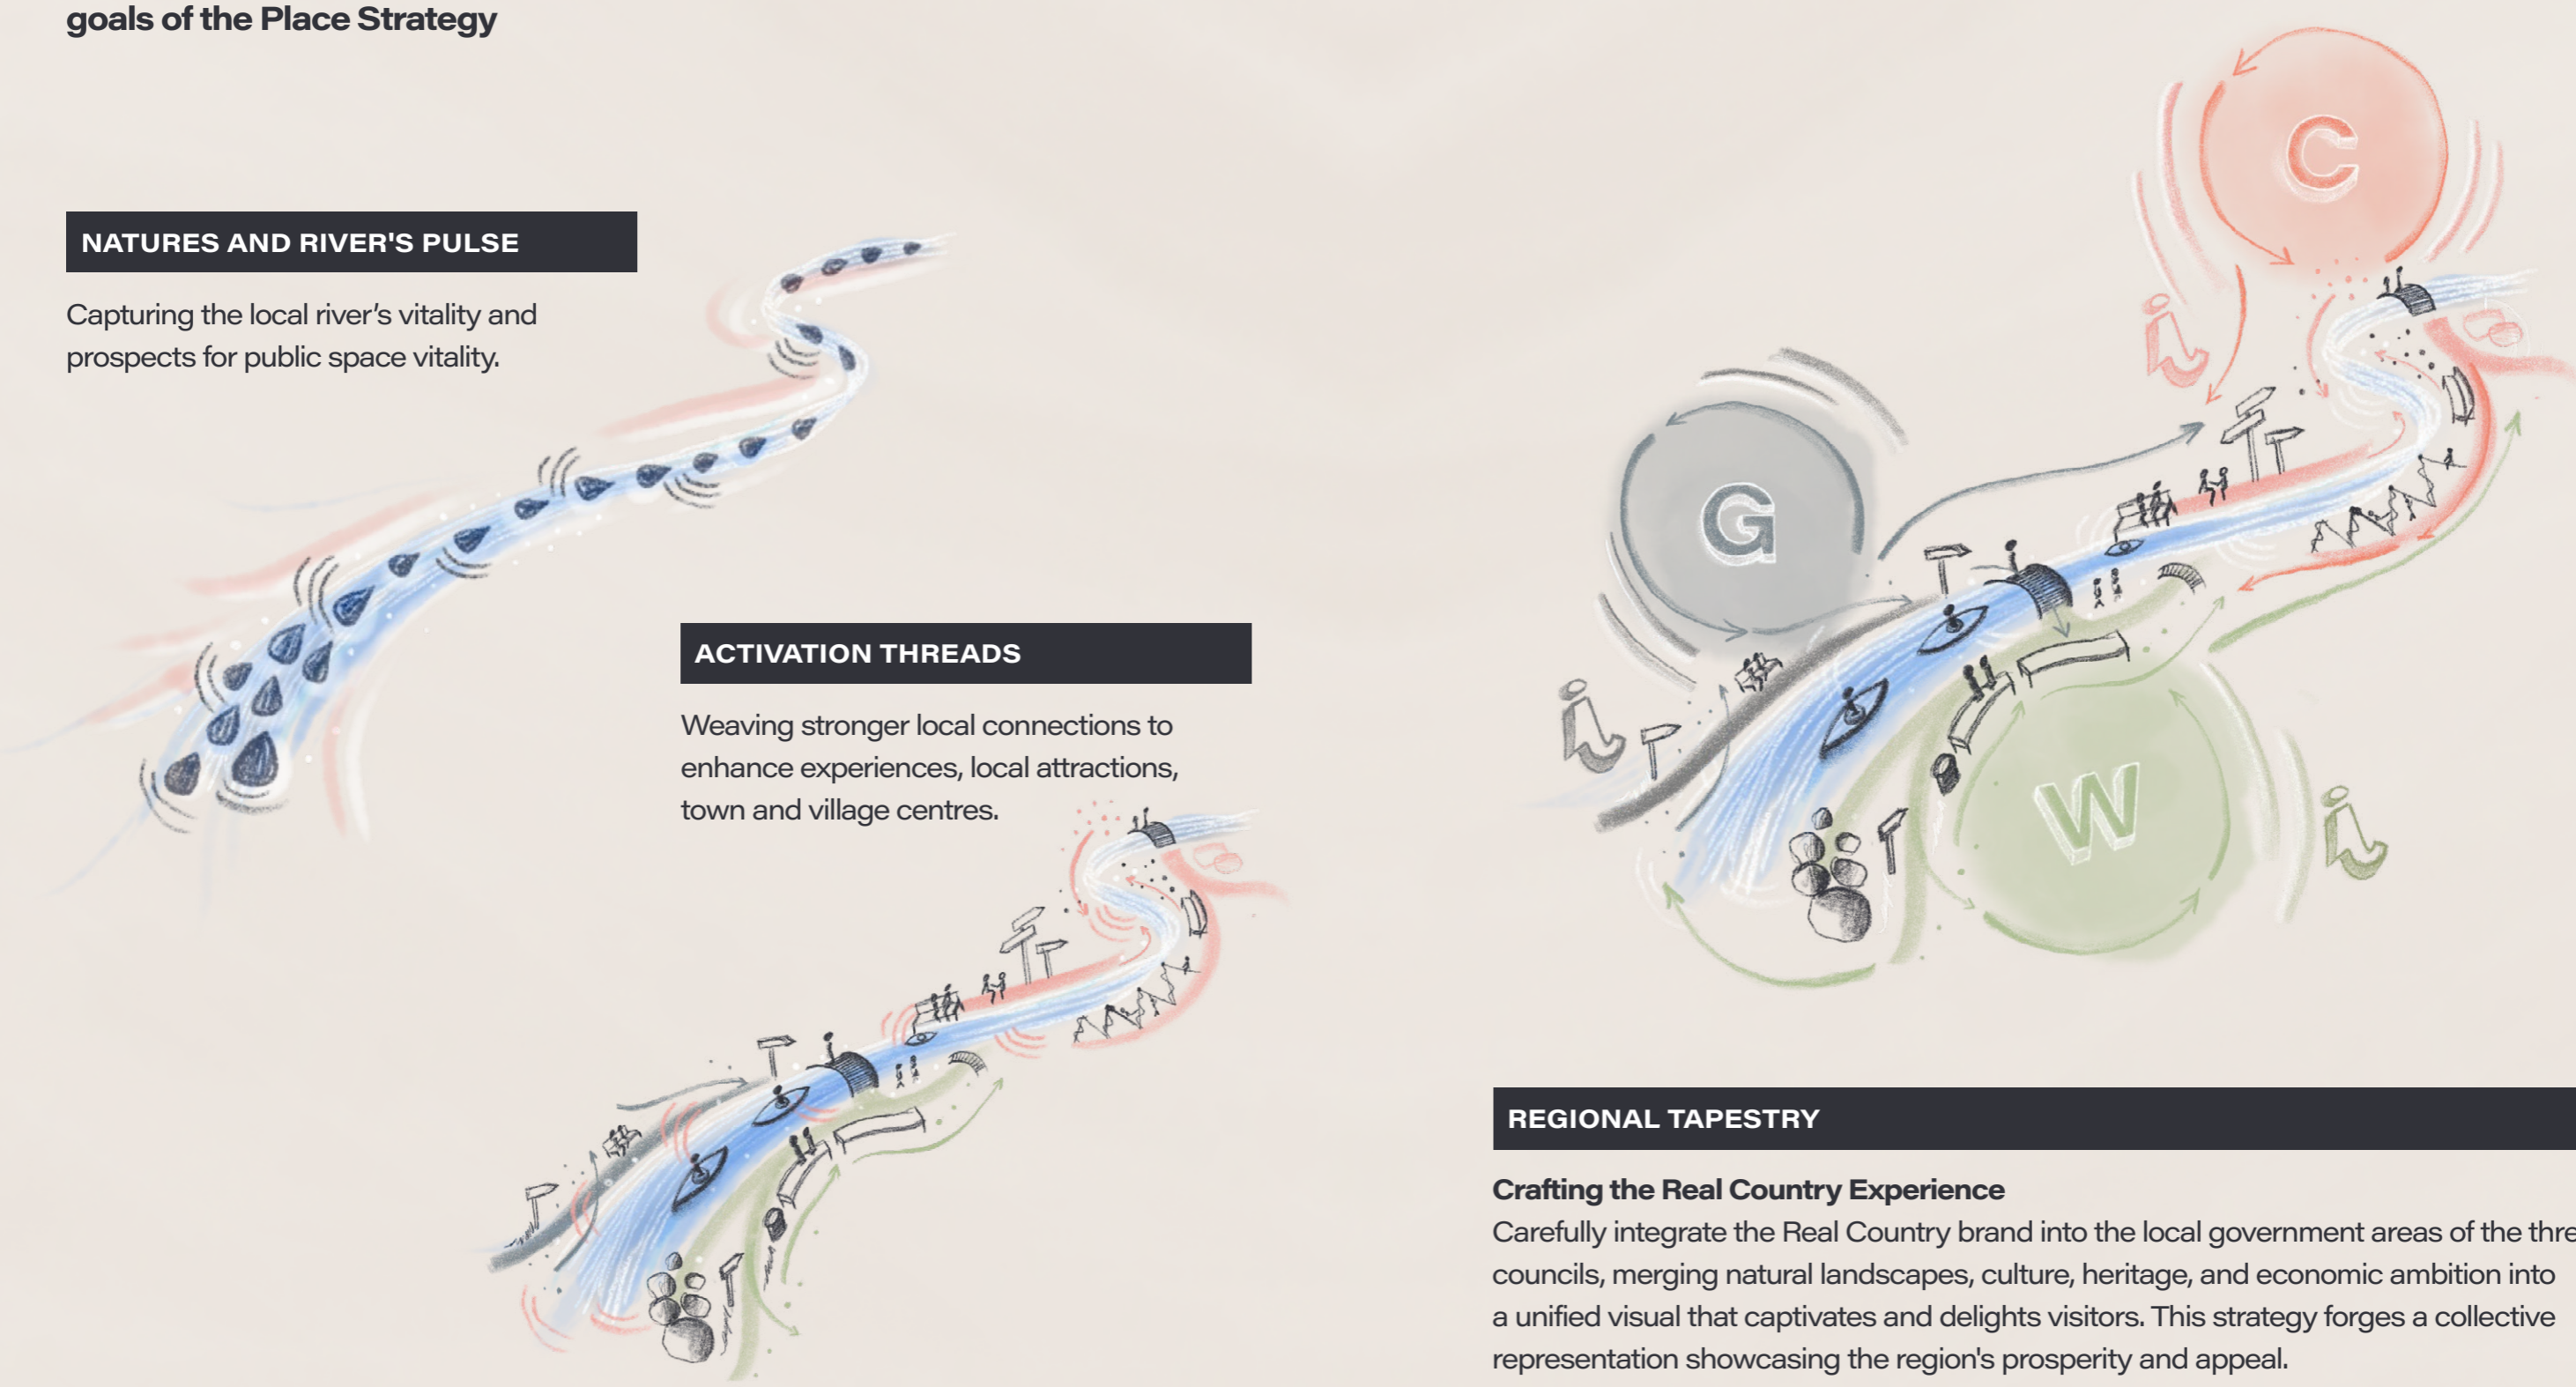 goals of the Place Strategy
NATURES AND RIVER'S PULSE
Capturing the local river’s vitality and
prospects for public space vitality.
ACTIVATION THREADS
Weaving stronger local connections to
enhance experiences, local attractions,
town and village centres.
C
i
G
i
W
i
REGIONAL TAPESTRY
Crafting the Real Country Experience
Carefully integrate the Real Country brand into the local government areas of the thre
councils, merging natural landscapes, culture, heritage, and economic ambition into
a unified visual that captivates and delights visitors. This strategy forges a collective
representation showcasing the region's prosperity and appeal.